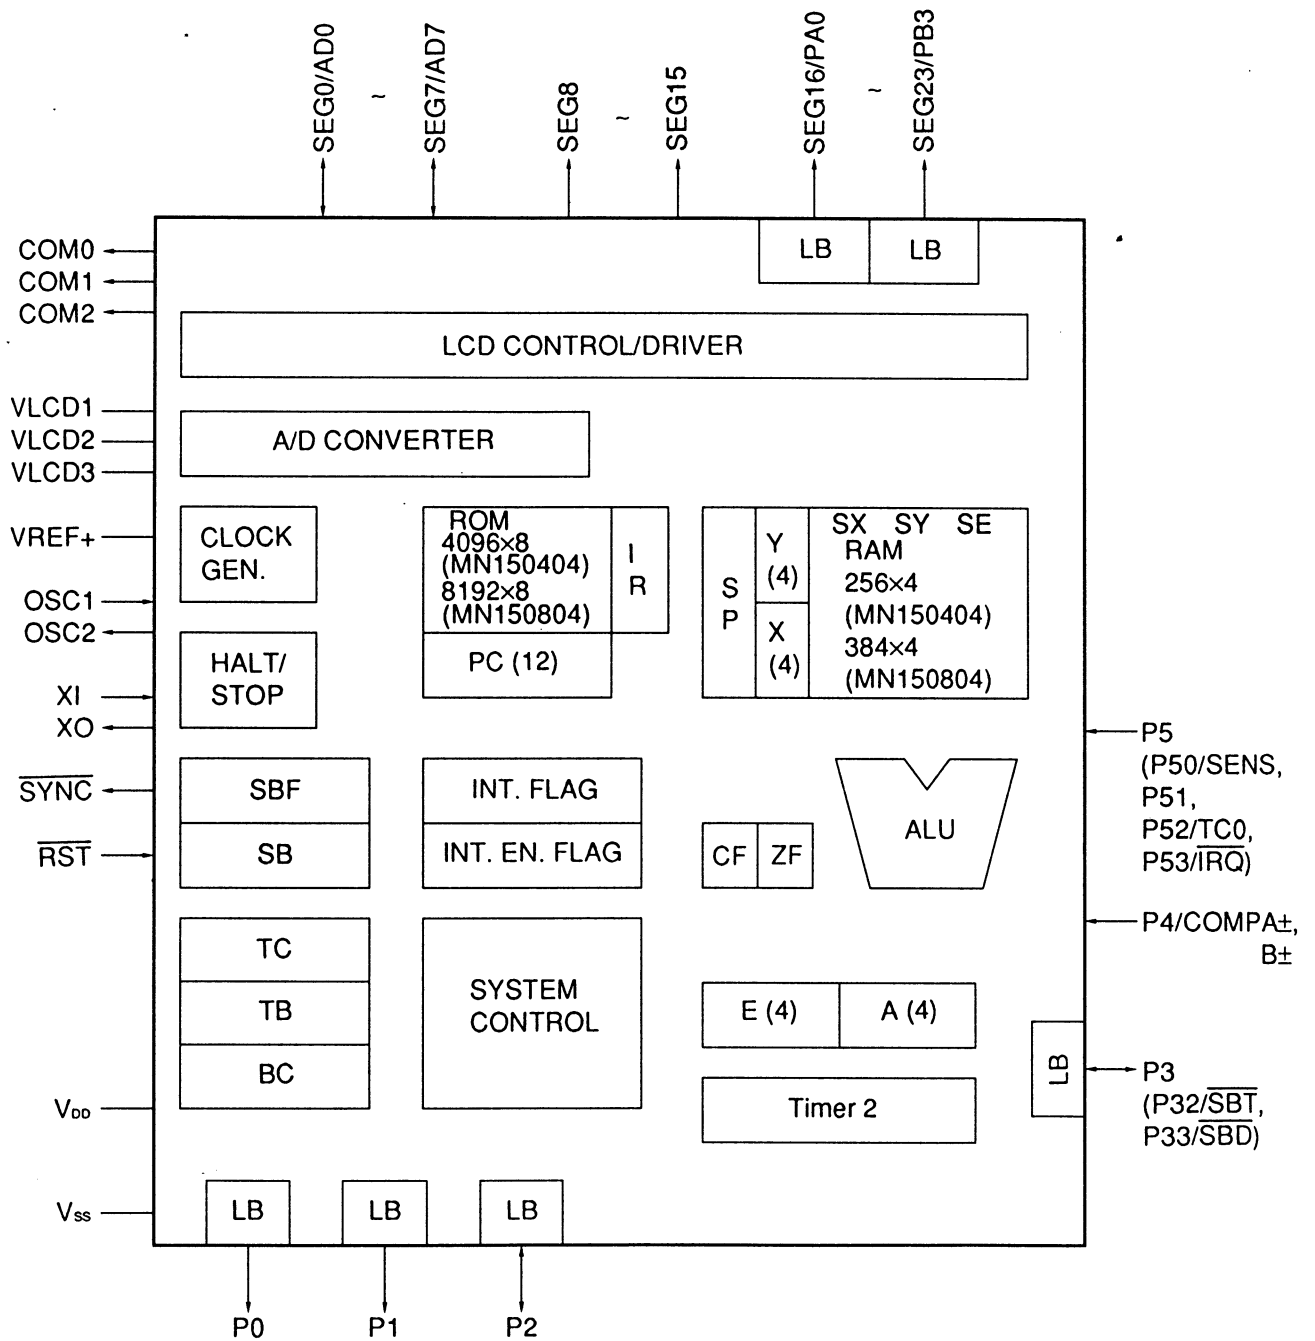 SEG0/AD0
~
SEG7/AD7
SEG8
~
SEG15
SEG16/PA0
~
SEG23/PB3
LB
LB
COM0
COM1
COM2
LCD CONTROL/DRIVER
VLCD1
VLCD2
VLCD3
A/D CONVERTER
VREF+
OSC1
OSC2
XI
XO
SYNC
RST
CLOCK
GEN.
HALT/
STOP
ROM
4096×8
(MN150404)
8192×8
(MN150804)
I
R
PC (12)
S
P
Y
(4)
X
(4)
SX SY SE
RAM
256×4
(MN150404)
384×4
(MN150804)
SBF
SB
INT. FLAG
INT. EN. FLAG
CF
ZF
ALU
P5
(P50/SENS,
P51,
P52/TC0,
P53/IRQ)
P4/COMPA±,
B±
TC
TB
BC
SYSTEM
CONTROL
E (4)
A (4)
Timer 2
LB
P3
(P32/SBT,
P33/SBD)
VDD
VSS
LB
LB
LB
P0
P1
P2